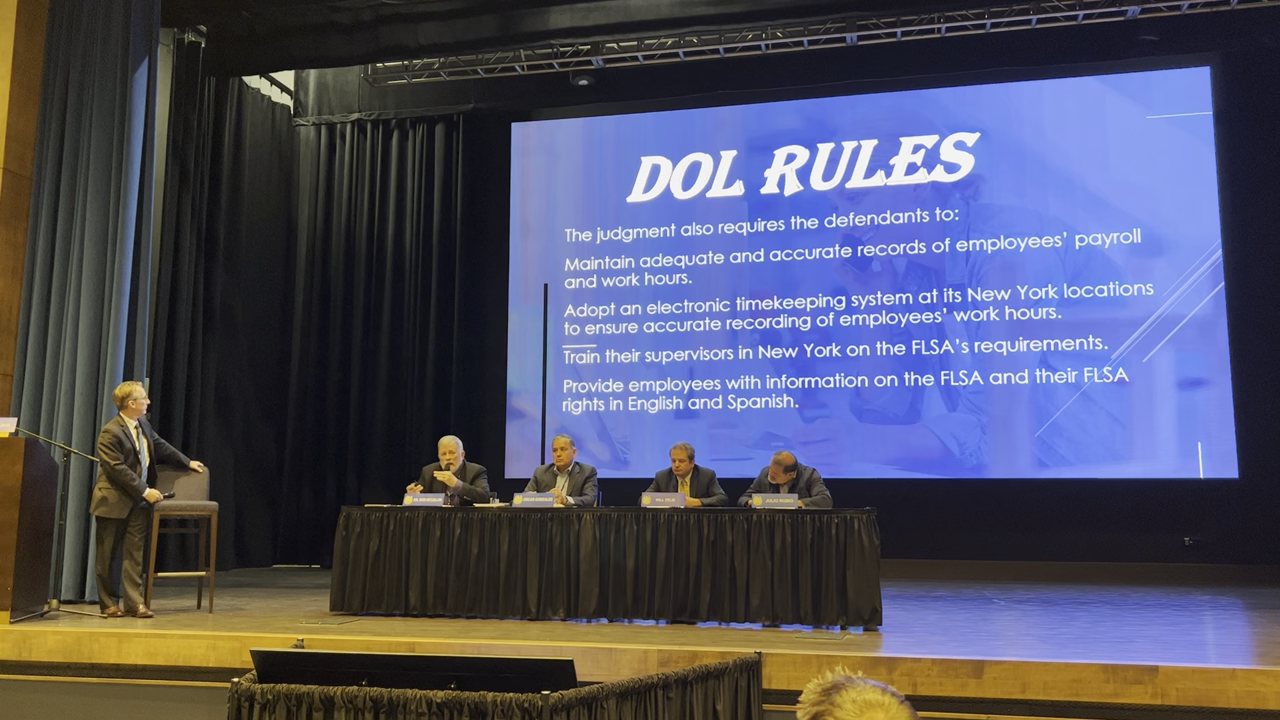 DOL RULES
The judgment also requires the defendants to:
Maintain adequate and accurate records of employees' payroll
and work hours.
Adopt an electronic timekeeping system at its New York locations
to ensure accurate recording of employees' work hours.
Train their supervisors in New York on the FLSA's requirements.
Provide employees with information on the FLSA and their FLSA
rights in English and Spanish.